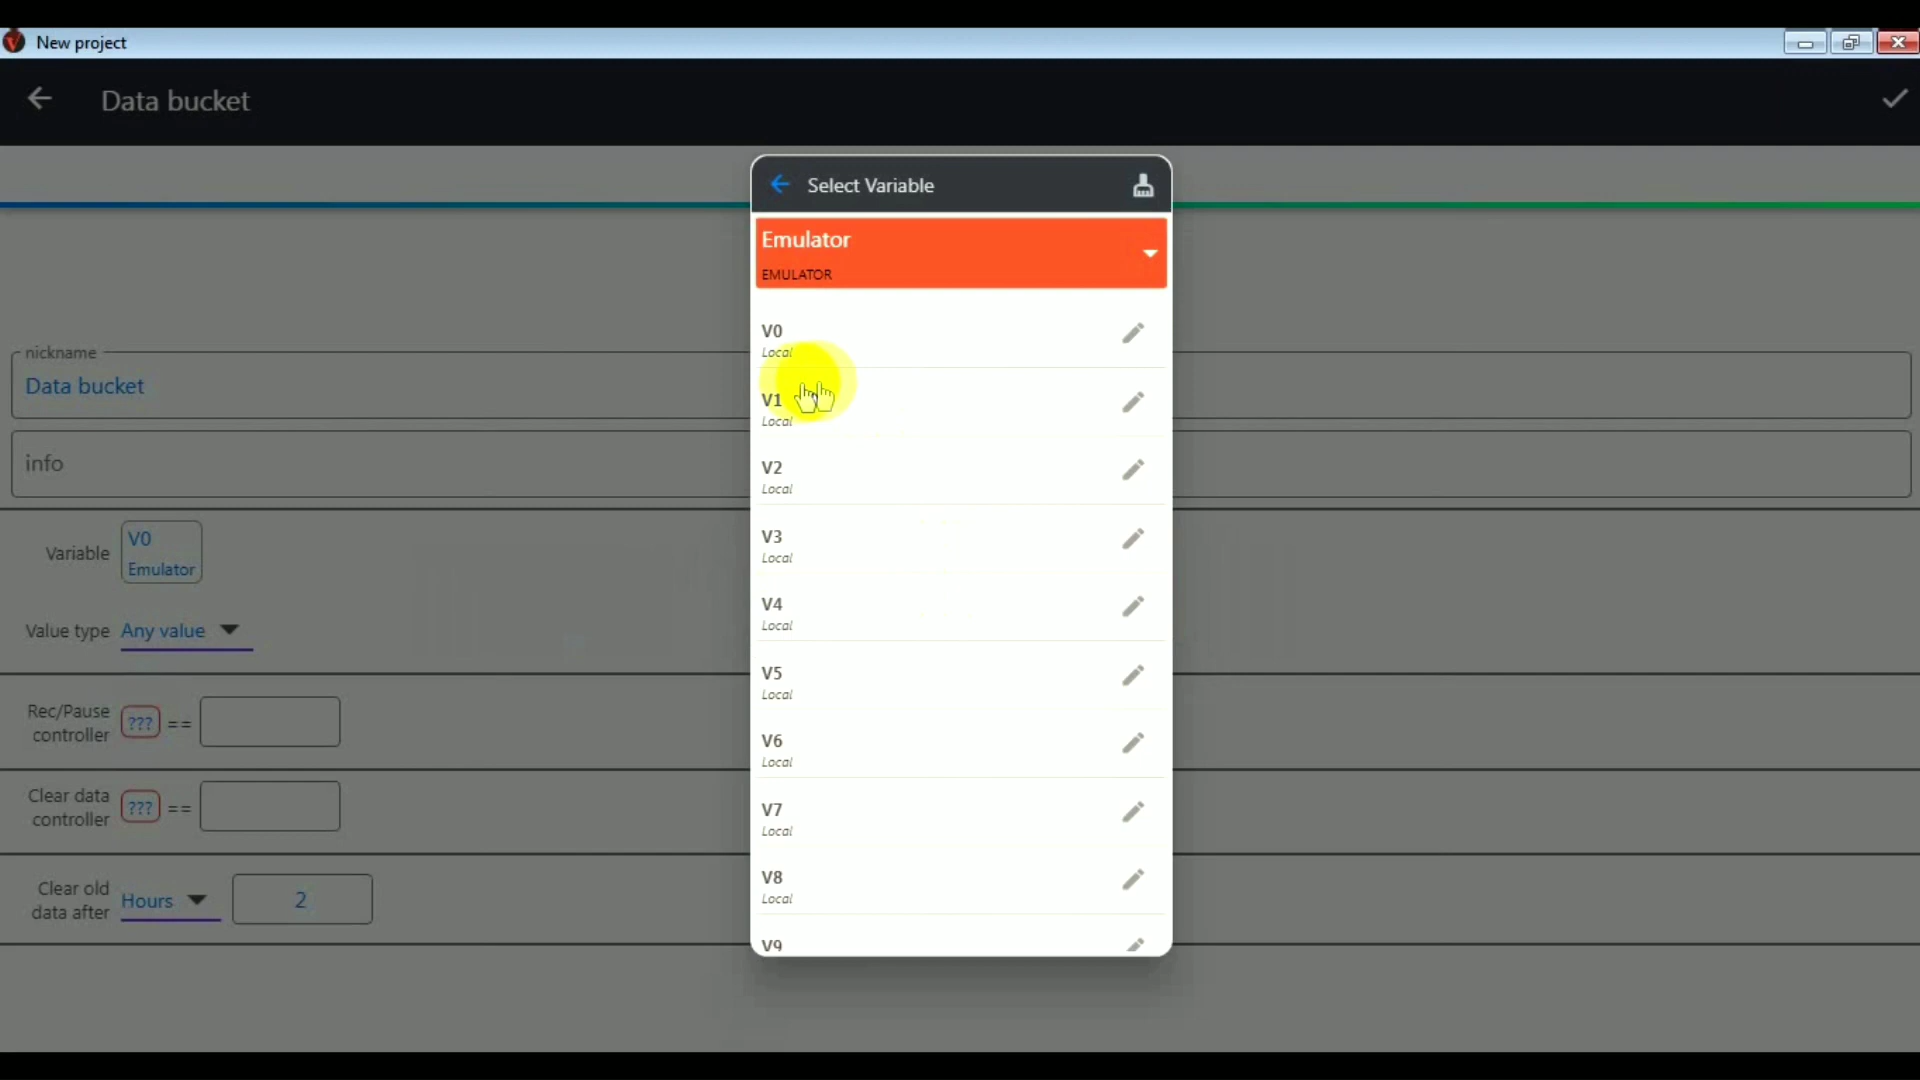 New project
Data bucket
Select Variable
Emulator
EMULATOR
V0
Local
V1
Local
V2
Local
V3
Local
V4
Local
V5
Local
V6
Local
V7
Local
V8
Local
V9
nickname
Data bucket
info
Variable
V0
Emulator
Value type Any value
Rec/Pause
controller
??? ==
Clear data
controller
??? ==
Clear old
data after
Hours
2